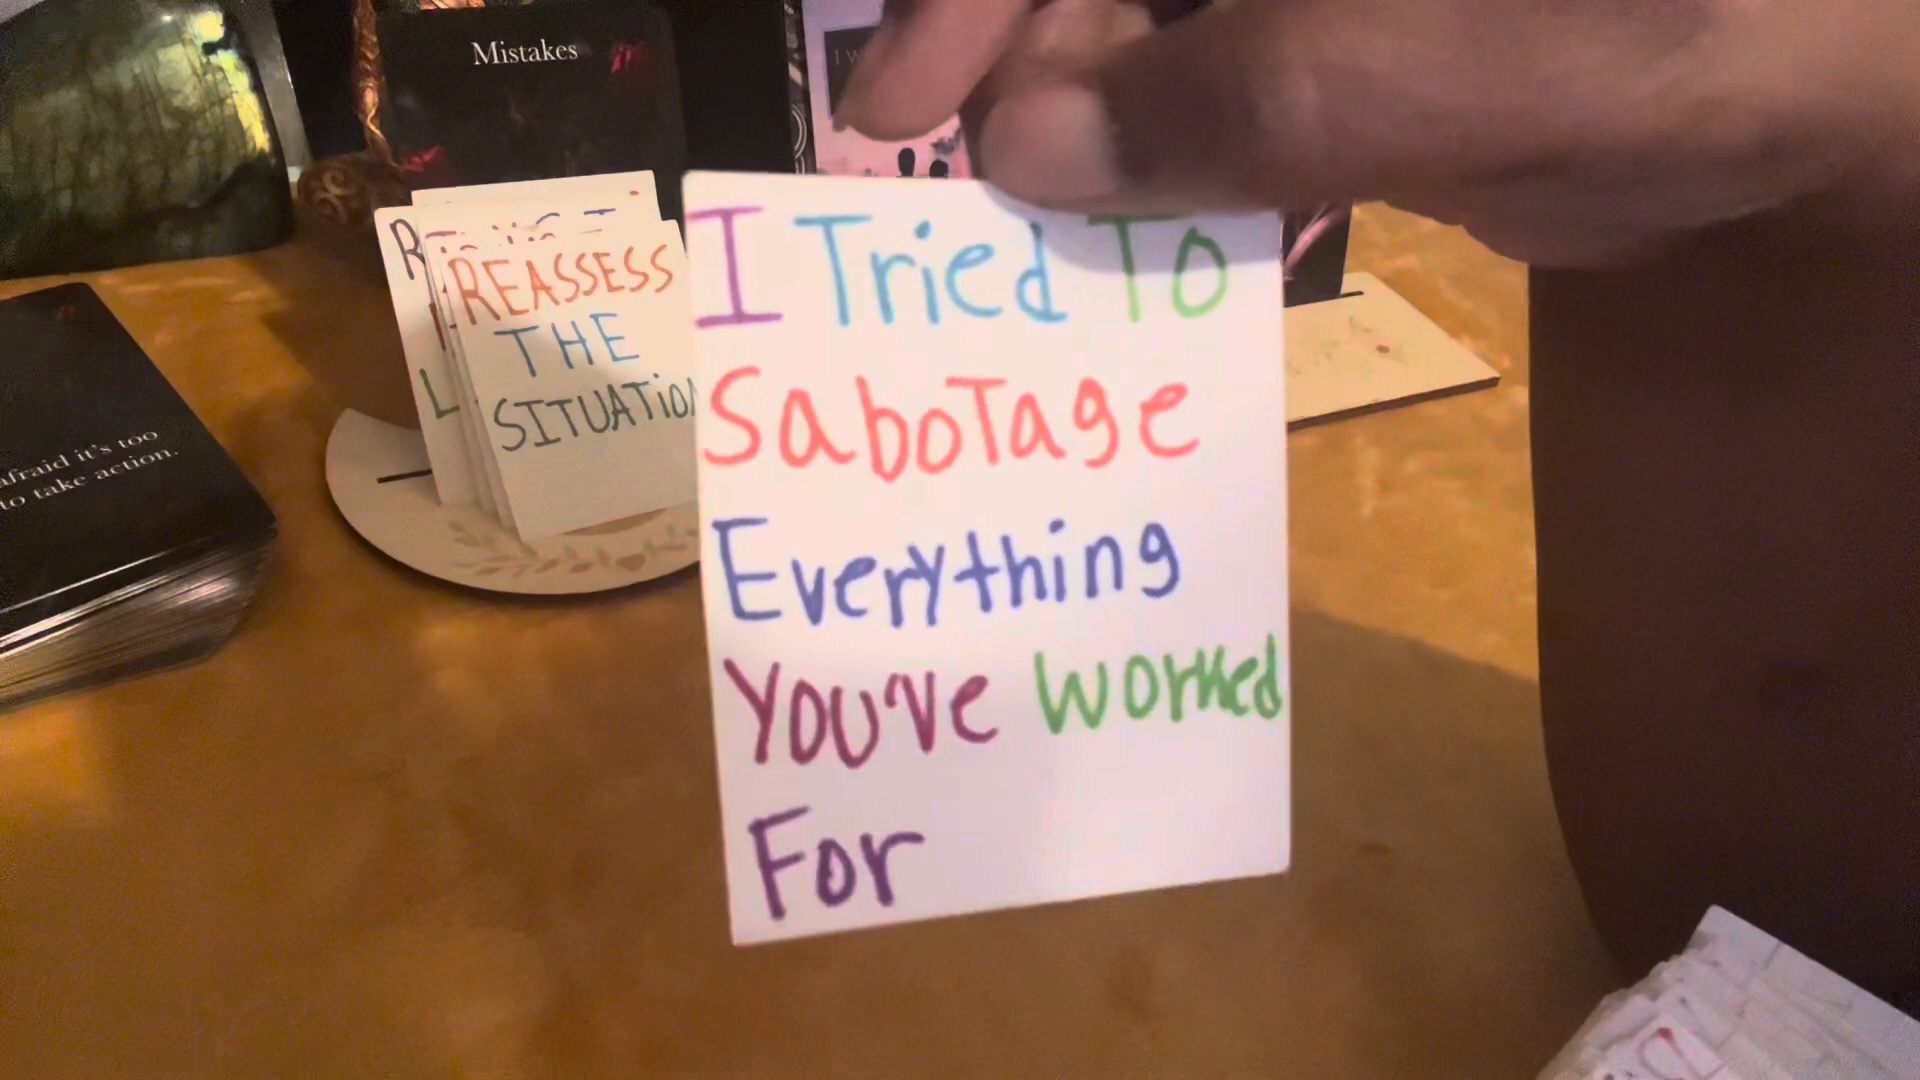 Mistakes
I Tried To
Sabotage
Everything
You've Worked
For
REASSESS
THE
SITUATION
afraid it's too
to take action.